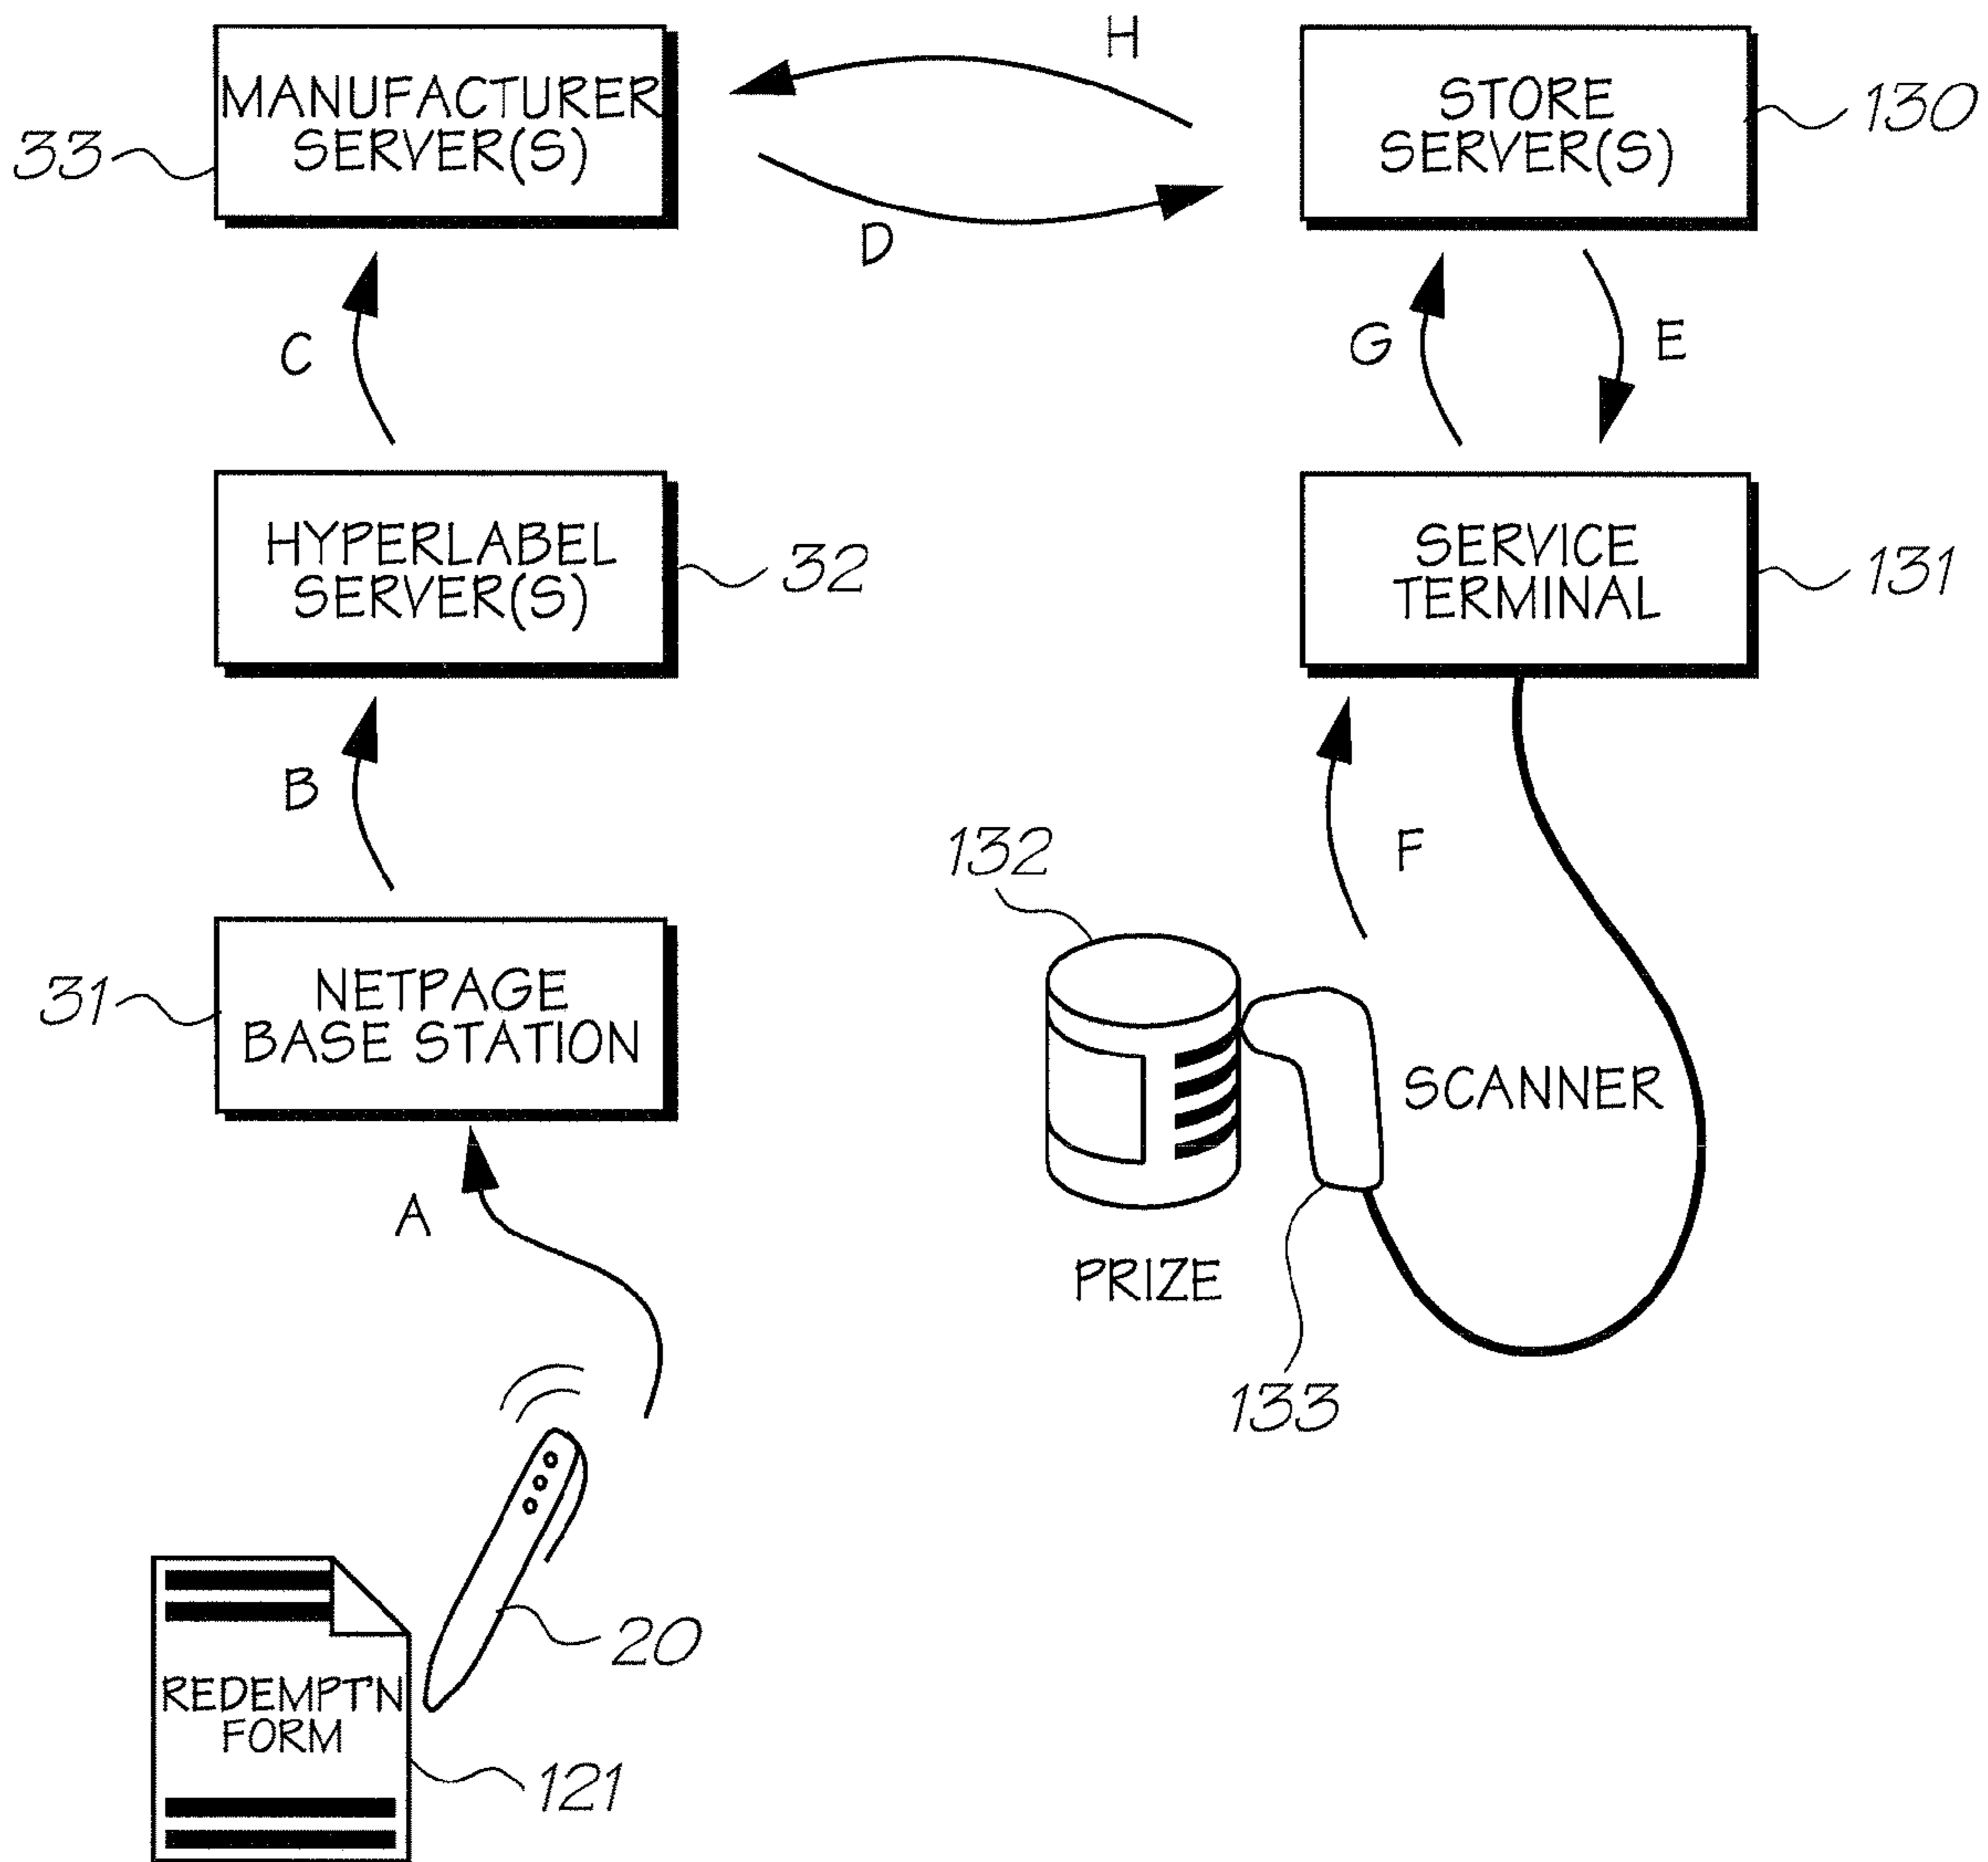 H
MANUFACTURER
SERVER(S)
STORE
SERVER(S)
130
33
D
C
G
E
HYPERLABEL
SERVER(S)
32
SERVICE
TERMINAL
131
B
132
F
31
NETPAGE
BASE STATION
SCANNER
A
PRIZE
133
20
REDEMPT'N
FORM
121